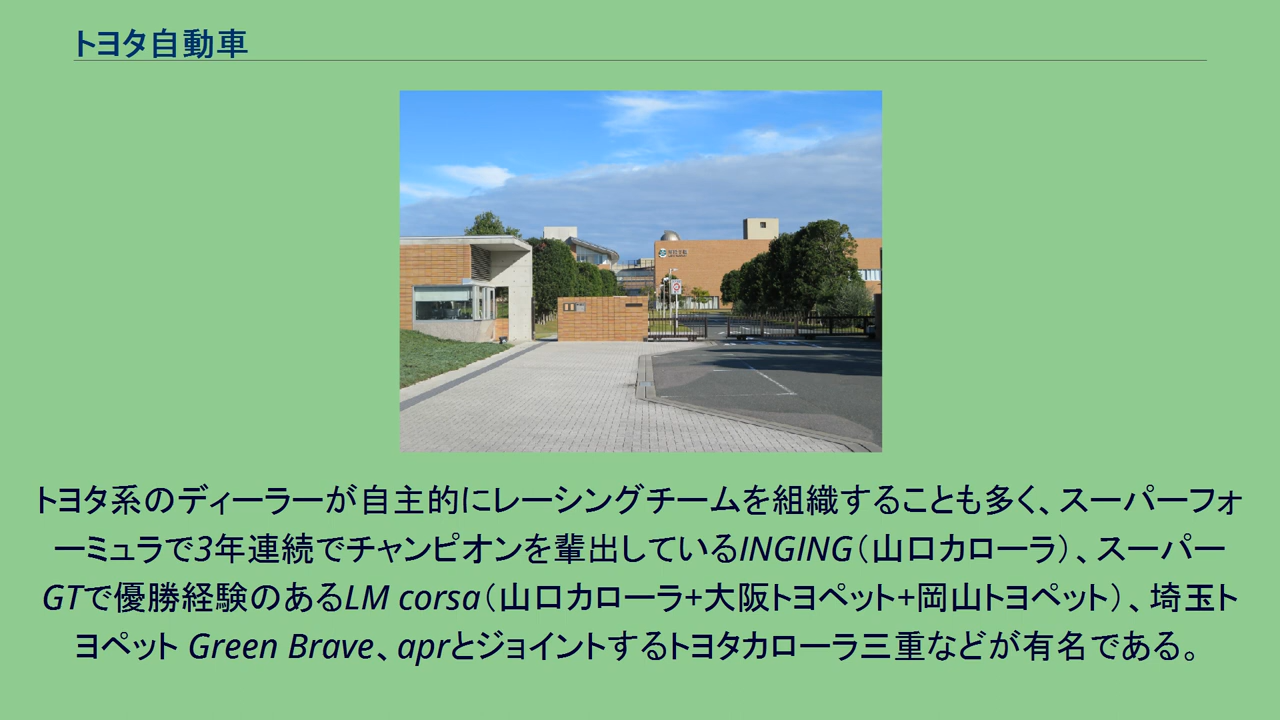 トヨタ自動車
トヨタ系のディーラーが自主的にレーシングチームを組織することも多く、スーパーフォ
ーミュラで3年連続でチャンピオンを輩出しているINGING（山口カローラ）、スーパー
GTで優勝経験のあるLM corsa（山口カローラ+大阪トヨペット+岡山トヨペット）、埼玉ト
ヨペット Green Brave、aprとジョイントするトヨタカローラ三重などが有名である。